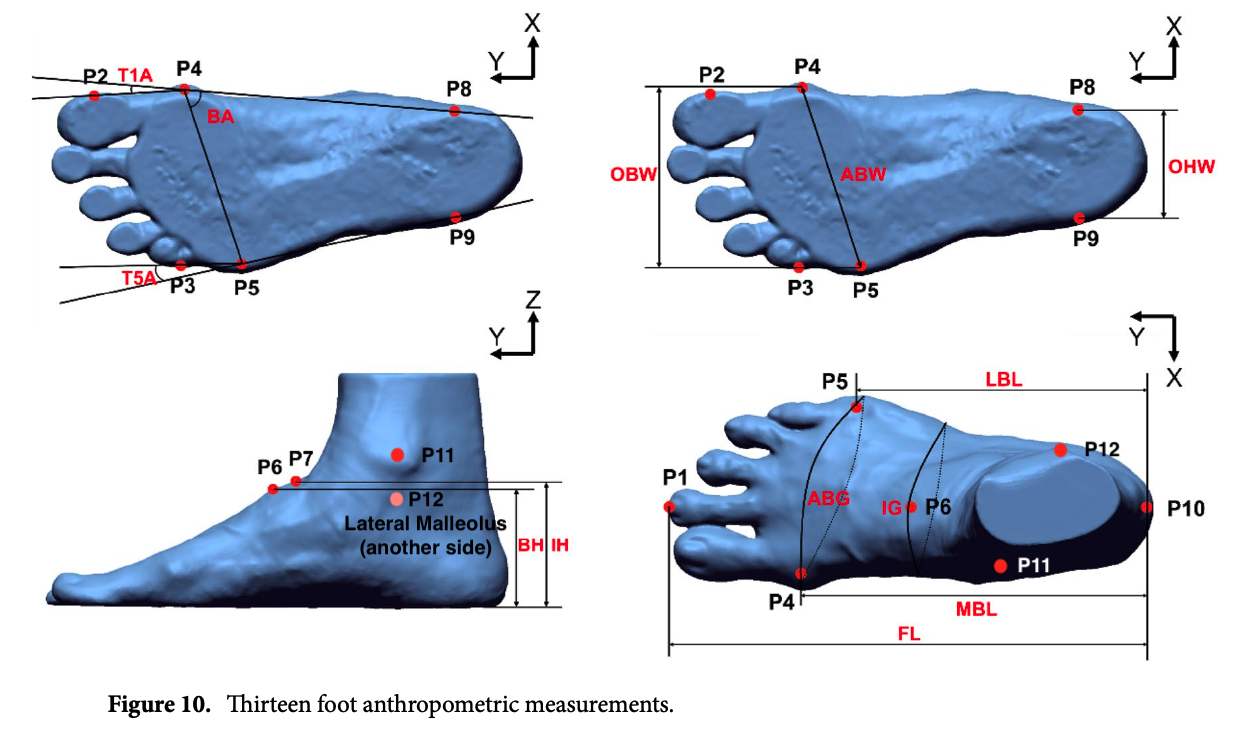 X
Y
P2
T1A
P4
BA
P8
P9
T5A
P3
P5
X
Y
P2
P4
P8
OBW
ABW
OHW
P9
P3
P5
Z
Y
P6
P7
P11
P12
Lateral Malleolus
(another side)
BH
IH
Y
X
P5
LBL
P12
P1
ABG
IG
P6
P10
P11
P4
MBL
FL
Figure 10. Thirteen foot anthropometric measurements.